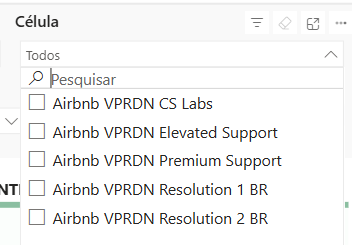 Célula
Todos
Pesquisar
Airbnb VPRDN CS Labs
Airbnb VPRDN Elevated Support
Airbnb VPRDN Premium Support
Airbnb VPRDN Resolution 1 BR
Airbnb VPRDN Resolution 2 BR